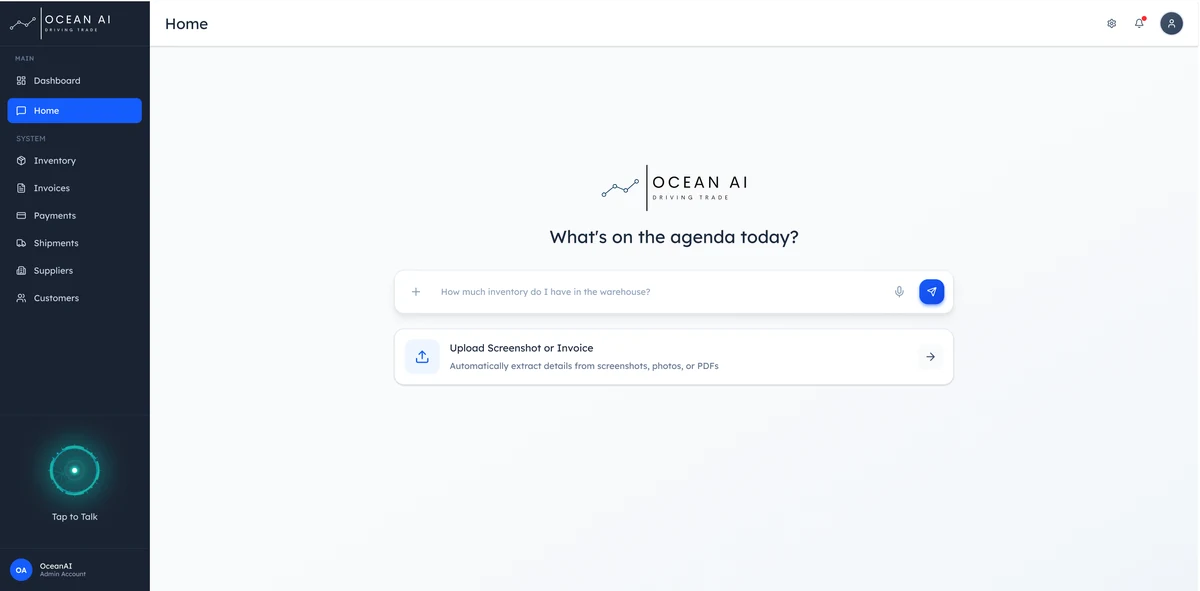 OCEAN AI
DRIVING TRADE
Home
MAIN
Dashboard
Home
SYSTEM
Inventory
Invoices
Payments
Shipments
Suppliers
Customers
Tap to Talk
OA
OceanAI
Admin Account
OCEAN AI
DRIVING TRADE
What's on the agenda today?
How much inventory do I have in the warehouse?
Upload Screenshot or Invoice
Automatically extract details from screenshots, photos, or PDFs